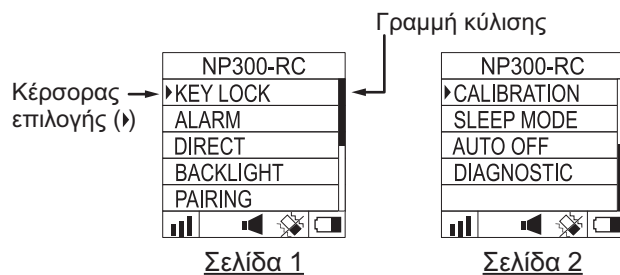 Γραμμή κύλισης
Κέρσορας
επιλογής ()
NP300-RC
KEY LOCK
ALARM
DIRECT
BACKLIGHT
PAIRING
Σελίδα 1
NP300-RC
CALIBRATION
SLEEP MODE
AUTO OFF
DIAGNOSTIC
Σελίδα 2